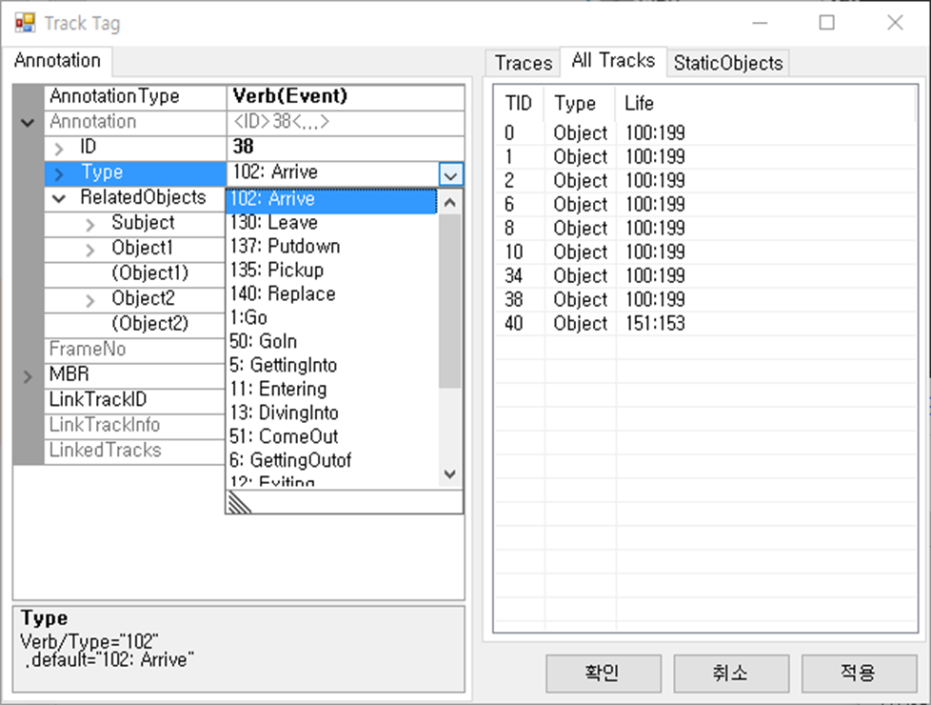 Track Tag
Annotation
AnnotationType Verb(Event)
Annotation <ID>38<...>
ID 38
Type 102: Arrive
RelatedObjects
Subject
Object1
(Object1)
Object2
(Object2)
FrameNo
MBR
LinkTrackID
LinkTrackInfo
LinkedTracks
102: Arrive
130: Leave
137: Putdown
135: Pickup
140: Replace
1:Go
50: GoIn
5: GettingInto
11: Entering
13: DivingInto
51: ComeOut
6: GettingOutof
12: Exiting
Type
Verb/Type="102"
,default="102: Arrive"
Traces All Tracks StaticObjects
TID Type Life
0 Object 100:199
1 Object 100:199
2 Object 100:199
6 Object 100:199
8 Object 100:199
10 Object 100:199
34 Object 100:199
38 Object 100:199
40 Object 151:153
확인 취소 적용